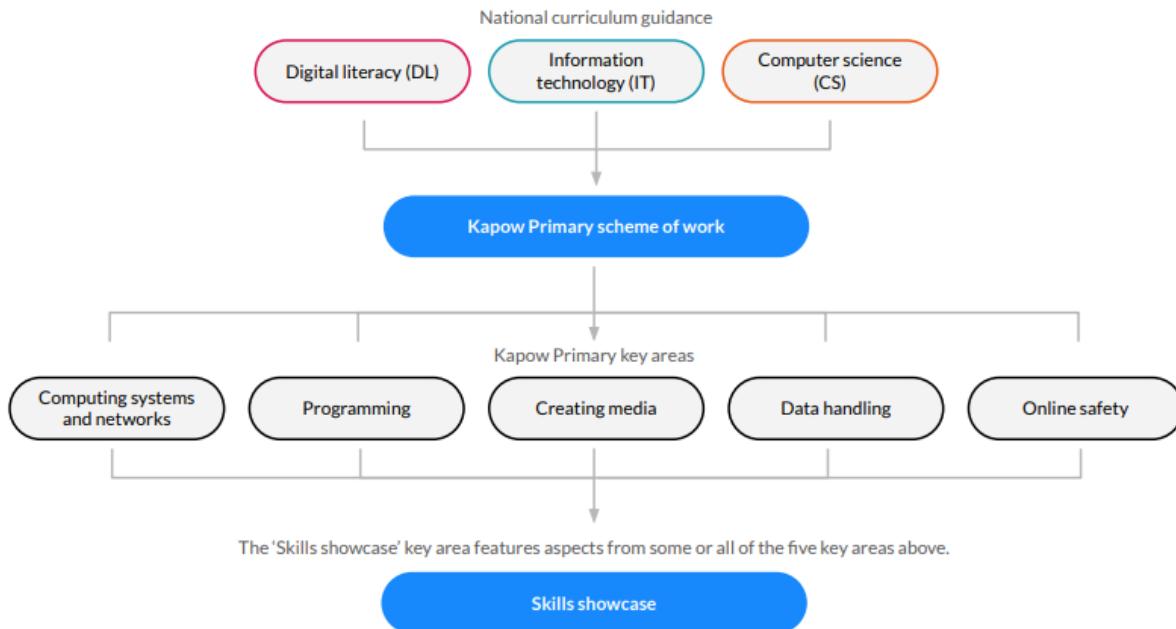 National curriculum guidance
Digital literacy (DL)
Information
technology (IT)
Computer science
(CS)
Kapow Primary scheme of work
Kapow Primary key areas
Computing systems
and networks
Programming
Creating media
Data handling
Online safety
The ‘Skills showcase’ key area features aspects from some or all of the five key areas above.
Skills showcase